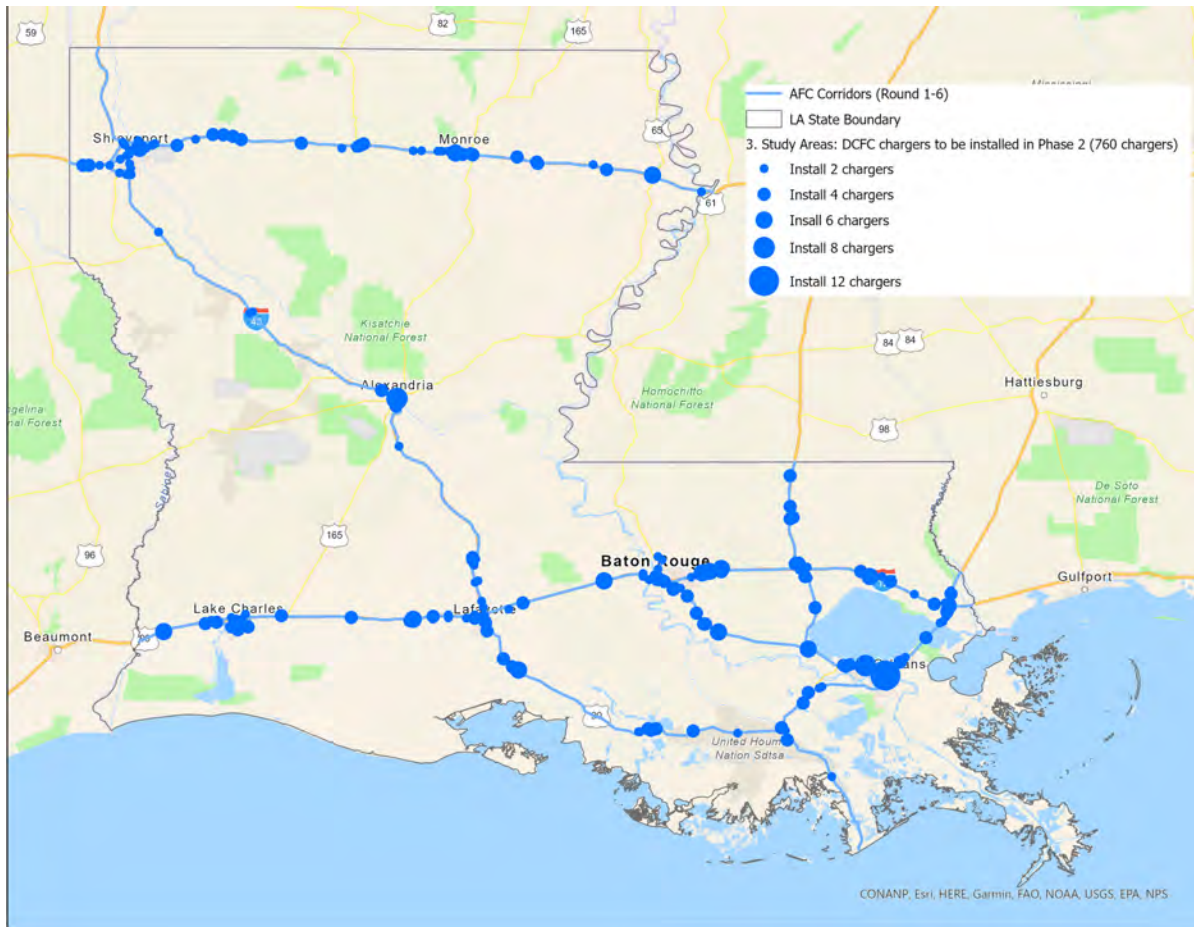 59
82
165
AFC Corridors (Round 1-6)
LA State Boundary
3. Study Areas: DCFC chargers to be installed in Phase 2 (760 chargers)
Install 2 chargers
Install 4 chargers
Insall 6 chargers
Install 8 chargers
Install 12 chargers
65
Monroe
61
Kisatchie
National Forest
84
84
Alexandria
Homochitto
National Forest
Hattiesburg
98
De Soto
National Forest
96
165
Baton Rouge
Gulfport
Lake Charles
Lafayette
Beaumont
United Houm
Nation Sdtsa
CONANP, Esri, HERE, Garmin, FAO, NOAA, USGS, EPA, NPS